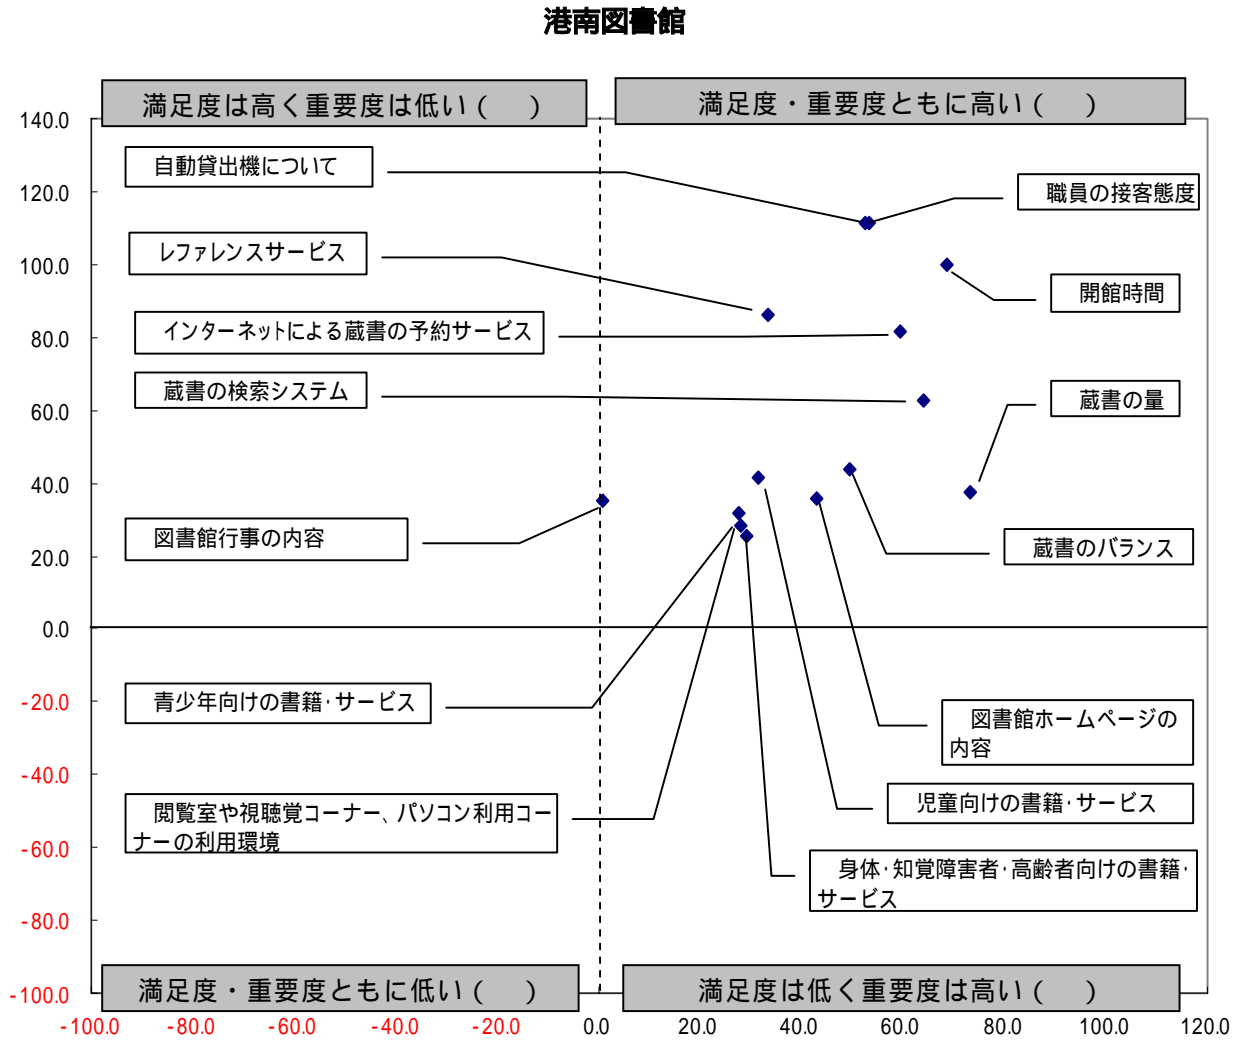 港南図書館
満足度は高く重要度は低い(　)
満足度・重要度ともに高い(　)
140.0
120.0
100.0
80.0
60.0
40.0
20.0
0.0
-20.0
-40.0
-60.0
-80.0
-100.0
自動貸出機について
職員の接客態度
レファレンスサービス
開館時間
インターネットによる蔵書の予約サービス
蔵書の検索システム
蔵書の量
図書館行事の内容
蔵書のバランス
青少年向けの書籍・サービス
図書館ホームページの
内容
閲覧室や視聴覚コーナー、パソコン利用コー
ナーの利用環境
児童向けの書籍・サービス
身体・知覚障害者・高齢者向けの書籍・
サービス
満足度・重要度ともに低い(　)
満足度は低く重要度は高い(　)
-100.0 -80.0 -60.0 -40.0 -20.0 0.0 20.0 40.0 60.0 80.0 100.0 120.0